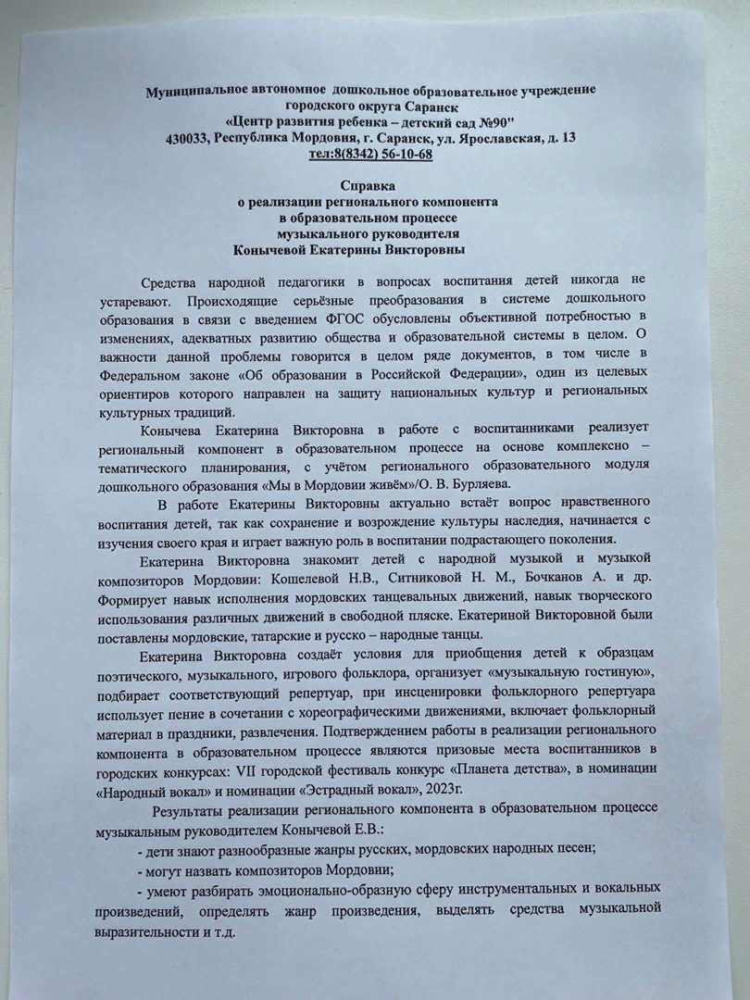 Муниципальное автономное дошкольное образовательное учреждение
городского округа Саранск
«Центр развития ребенка – детский сад №90"
430033, Республика Мордовия, г. Саранск, ул. Ярославская, д. 13
тел:8(8342) 56-10-68
Справка
о реализации регионального компонента
в образовательном процессе
музыкального руководителя
Конычевой Екатерины Викторовны
Средства народной педагогики в вопросах воспитания детей никогда не
устаревают. Происходящие серьёзные преобразования в системе дошкольного
образования в связи с введением ФГОС обусловлены объективной потребностью в
изменениях, адекватных развитию общества и образовательной системы в целом. О
важности данной проблемы говорится в целом ряде документов, в том числе в
Федеральном законе «Об образовании в Российской Федерации», один из целевых
ориентиров которого направлен на защиту национальных культур и региональных
культурных традиций.
Конычева Екатерина Викторовна в работе с воспитанниками реализует
региональный компонент в образовательном процессе на основе комплексно –
тематического планирования, с учётом регионального образовательного модуля
дошкольного образования «Мы в Мордовии живём»/О. В. Бурляева.
В работе Екатерины Викторовны актуально встаёт вопрос нравственного
воспитания детей, так как сохранение и возрождение культуры наследия, начинается с
изучения своего края и играет важную роль в воспитании подрастающего поколения.
Екатерина Викторовна знакомит детей с народной музыкой и музыкой
композиторов Мордовии: Кошелевой Н.В., Ситниковой Н. М., Бочканов А. и др.
Формирует навык исполнения мордовских танцевальных движений, навык творческого
использования различных движений в свободной пляске. Екатериной Викторовной были
поставлены мордовские, татарские и русско – народные танцы.
Екатерина Викторовна создаёт условия для приобщения детей к образцам
поэтического, музыкального, игрового фольклора, организует «музыкальную гостиную»,
подбирает соответствующий репертуар, при инсценировки фольклорного репертуара
использует пение в сочетании с хореографическими движениями, включает фольклорный
материал в праздники, развлечения. Подтверждением работы в реализации регионального
компонента в образовательном процессе являются призовые места воспитанников в
городских конкурсах: VII городской фестиваль конкурс «Планета детства», в номинации
«Народный вокал» и номинации «Эстрадный вокал», 2023г.
Результаты реализации регионального компонента в образовательном процессе
музыкальным руководителем Конычевой Е.В.:
- дети знают разнообразные жанры русских, мордовских народных песен;
- могут назвать композиторов Мордовии;
- умеют разбирать эмоционально-образную сферу инструментальных и вокальных
произведений, определять жанр произведения, выделять средства музыкальной
выразительности и т.д.